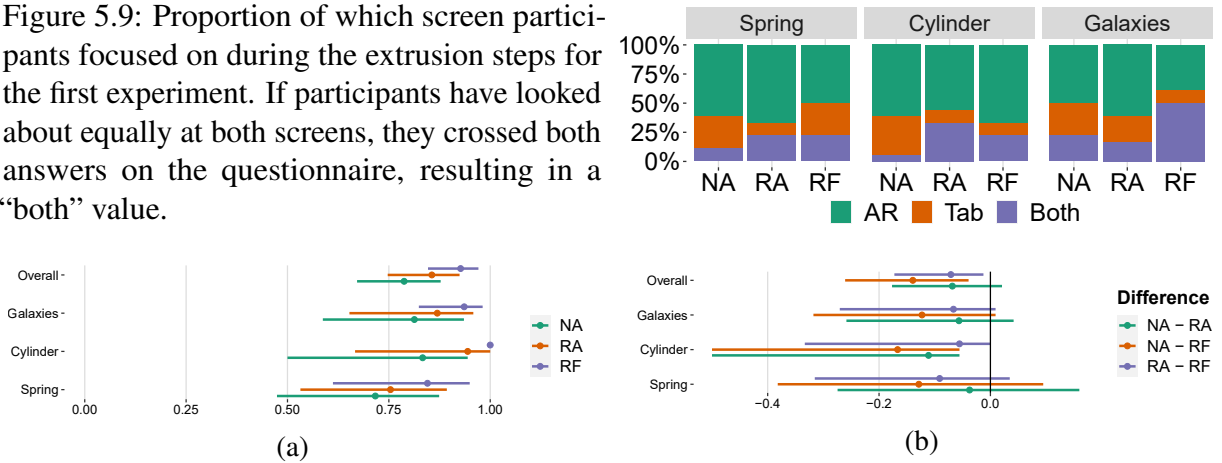 Figure 5.9: Proportion of which screen partici-
pants focused on during the extrusion steps for
the first experiment. If participants have looked
about equally at both screens, they crossed both
answers on the questionnaire, resulting in a
“both” value.
Spring Cylinder Galaxies
100%
75%
50%
25%
0%
NA RA RF NA RA RF NA RA RF
AR Tab Both
Overall
Galaxies
Cylinder
Spring
0.00 0.25 0.50 0.75 1.00
NA
RA
RF
(a)
Overall
Galaxies
Cylinder
Spring
−0.4 −0.2 0.0
Difference
NA − RA
NA − RF
RA − RF
(b)